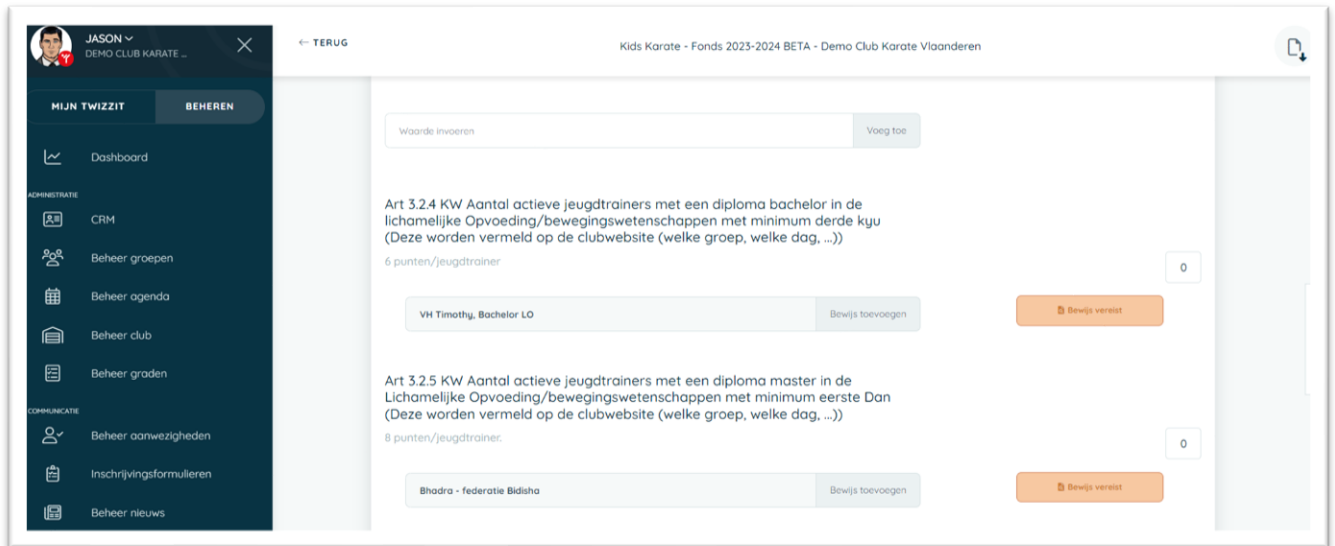 JASON
DEMO CLUB KARATE ...
MIJN TWIZZIT
BEHEREN
Dashboard
ADMINISTRATIE
CRM
Beheer groepen
Beheer agenda
Beheer club
Beheer graden
COMMUNICATIE
Beheer aanwezigheden
Inschrijvingsformulieren
Beheer nieuws
← TERUG
Kids Karate - Fonds 2023-2024 BETA - Demo Club Karate Vlaanderen
Waarde invoeren
Voeg toe
Art 3.2.4 KW Aantal actieve jeugdtrainers met een diploma bachelor in de
lichamelijke Opvoeding/bewegingswetenschappen met minimum derde kyu
(Deze worden vermeld op de clubwebsite (welke groep, welke dag, ...))
6 punten/jeugdtrainer
0
VH Timothy, Bachelor LO
Bewijs toevoegen
Bewijs vereist
Art 3.2.5 KW Aantal actieve jeugdtrainers met een diploma master in de
Lichamelijke Opvoeding/bewegingswetenschappen met minimum eerste Dan
(Deze worden vermeld op de clubwebsite (welke groep, welke dag, ...))
8 punten/jeugdtrainer.
0
Bhadra - federatie Bidisha
Bewijs toevoegen
Bewijs vereist